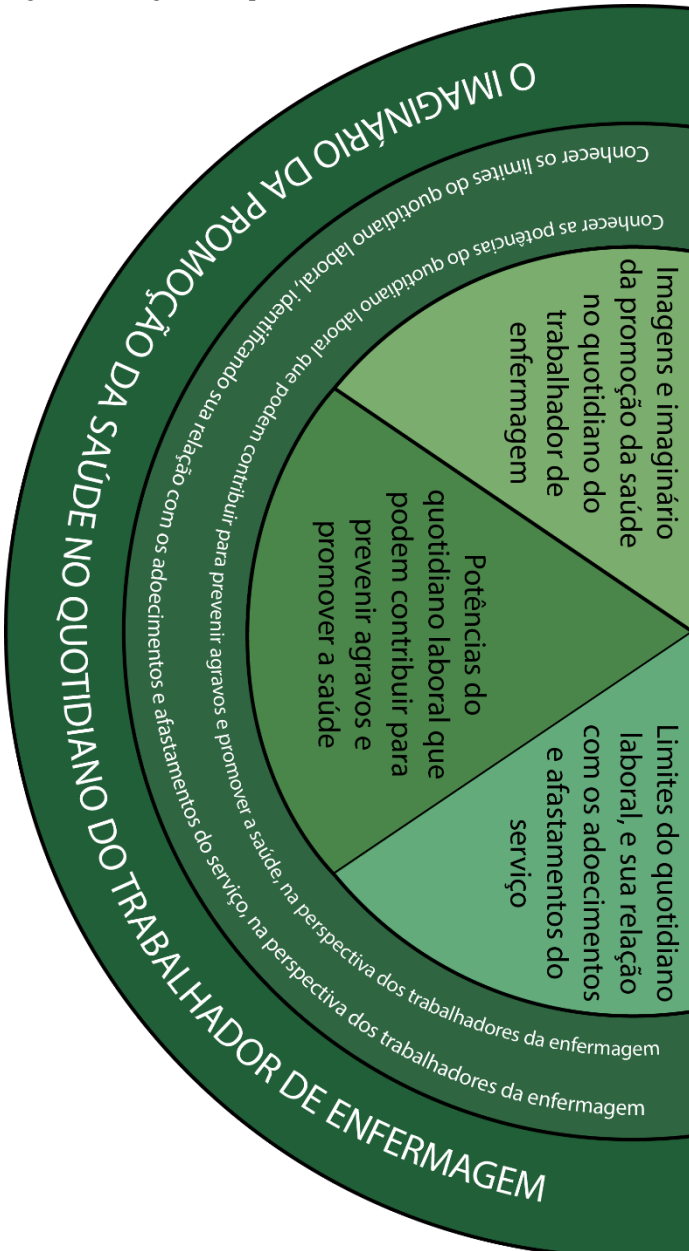 O IMAGINÁRIO DA PROMOÇÃO DA SAÚDE NO QUOTIDIANO DO TRABALHADOR DE ENFERMAGEM
Conhecer os limites do quotidiano laboral, identificando sua relação com os adoecimentos e afastamentos do serviço, na perspectiva dos trabalhadores da enfermagem
Conhecer as potências do quotidiano laboral que podem contribuir para prevenir agravos e promover a saúde, na perspectiva dos trabalhadores da enfermagem
Imagens e imaginário
da promoção da saúde
no quotidiano do
trabalhador de
enfermagem
Potências do
quotidiano laboral que
podem contribuir para
prevenir agravos e
promover a saúde
Limites do quotidiano
laboral, e sua relação
com os adoecimentos
e afastamentos do
serviço